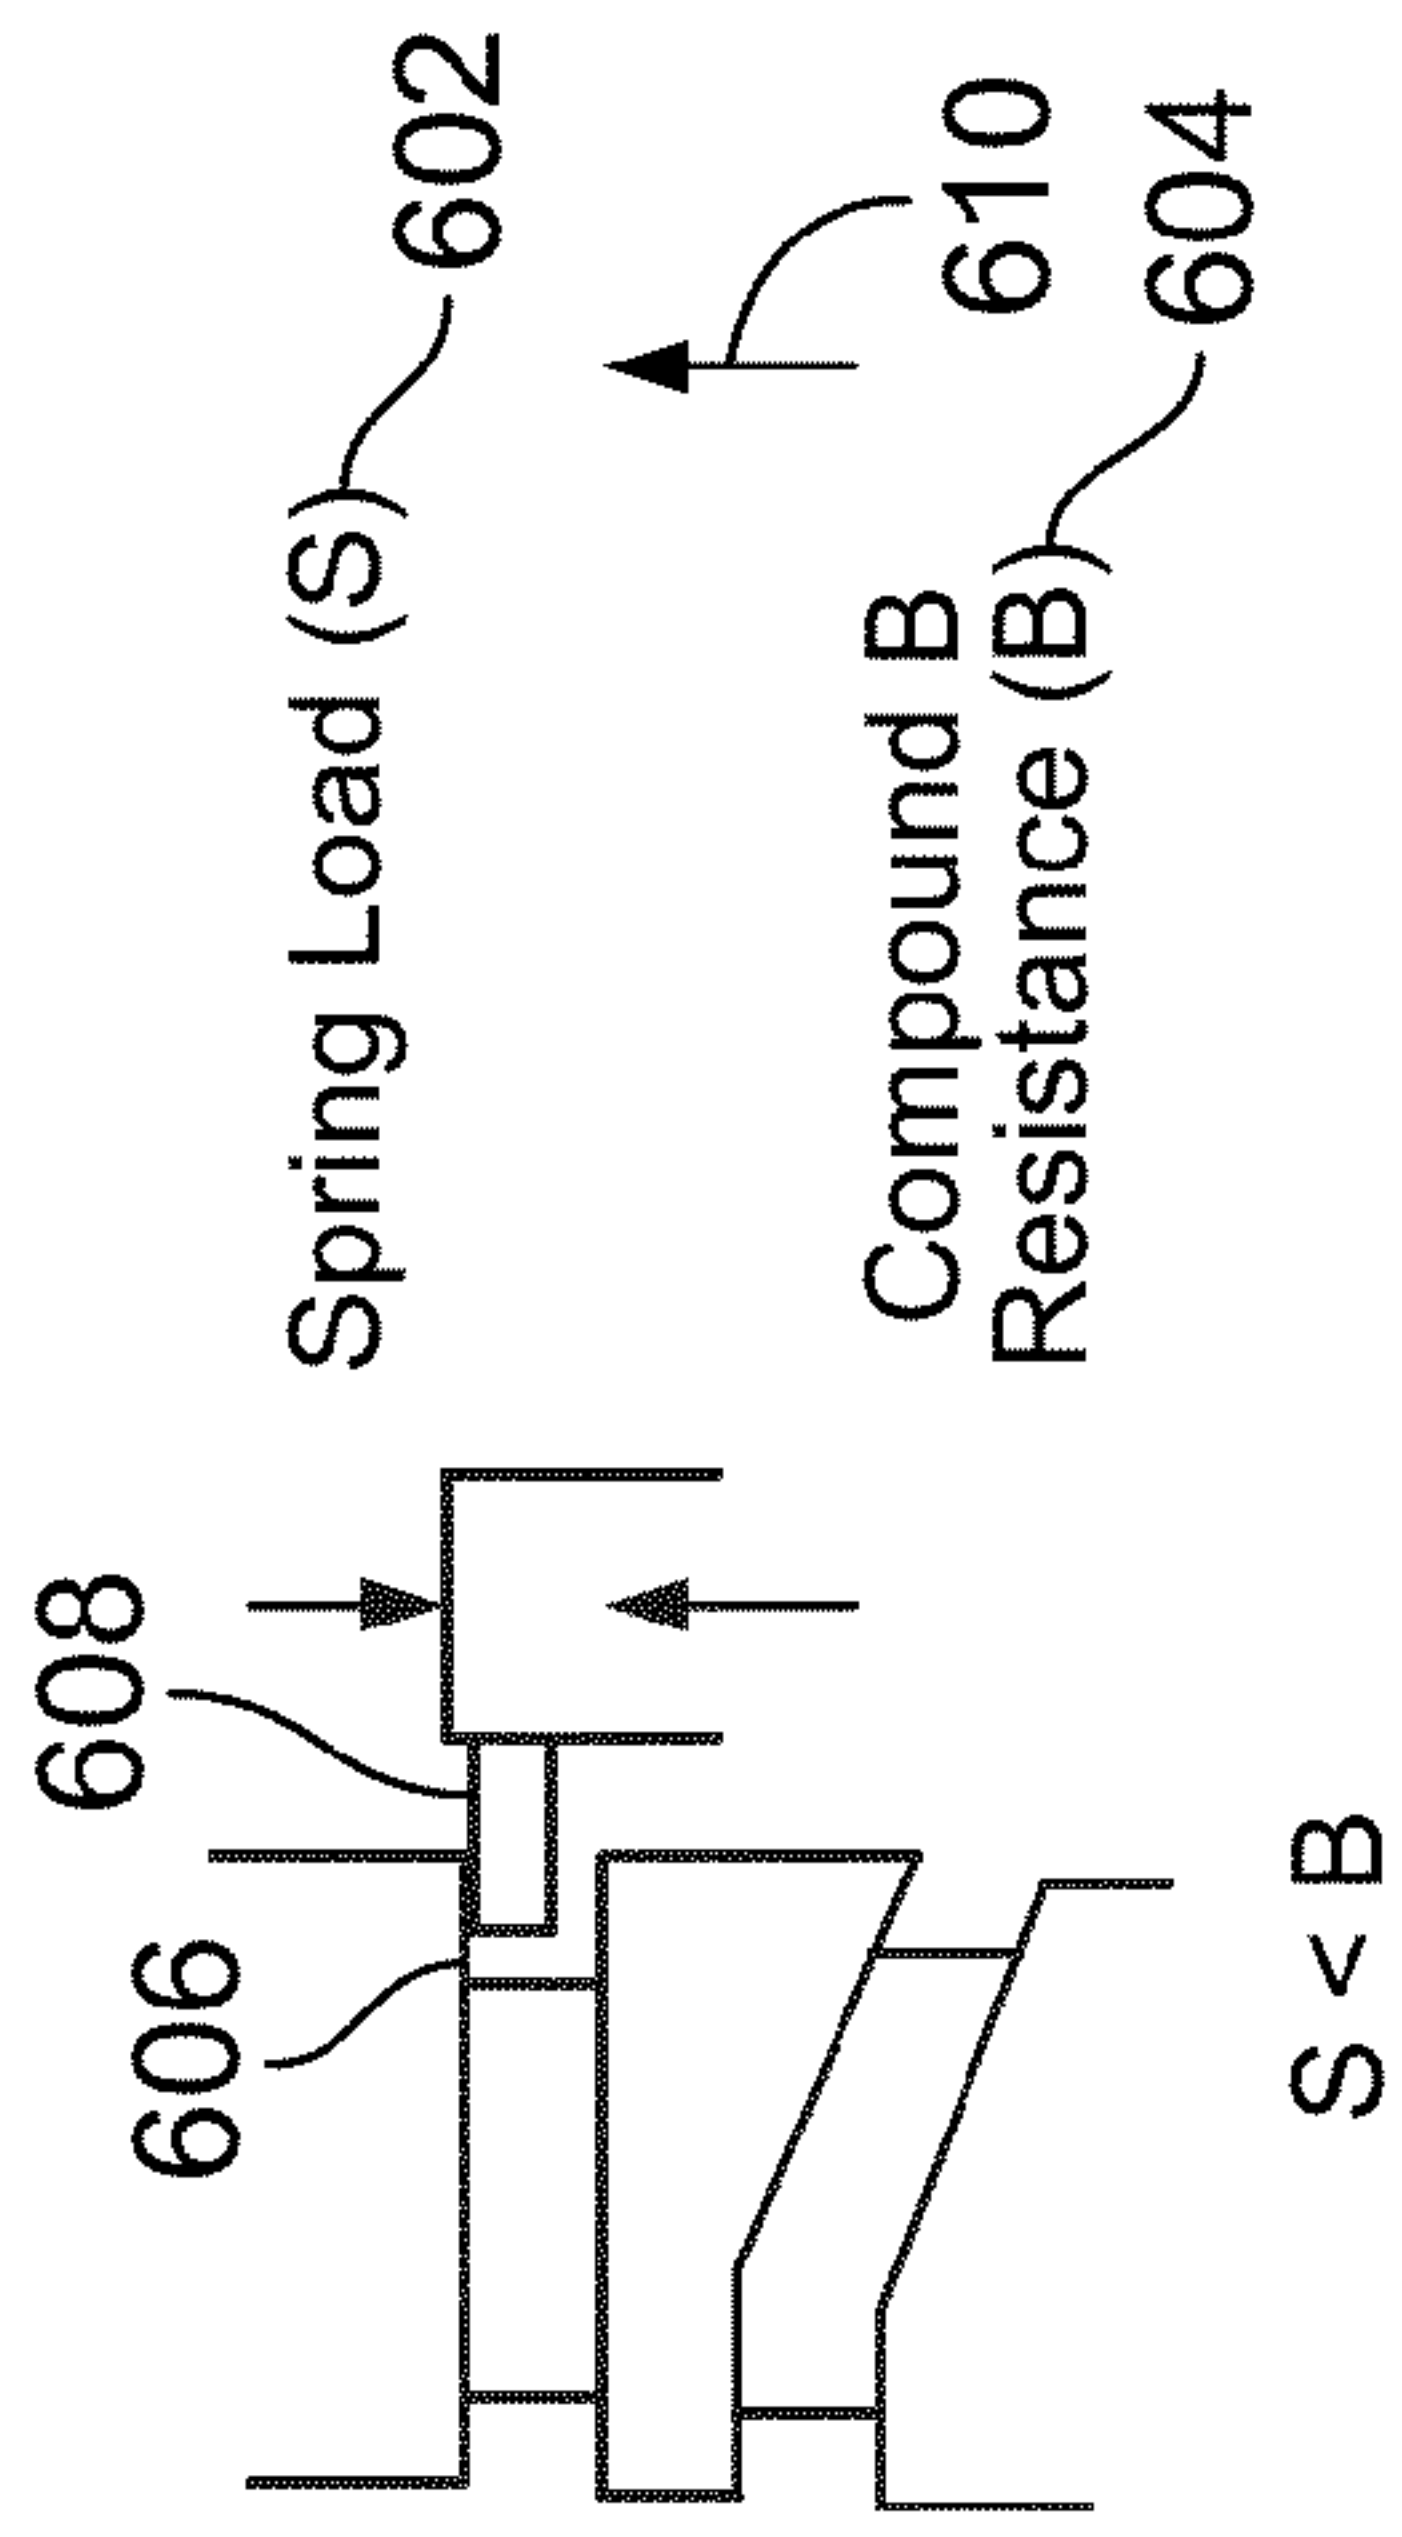 608
606
Spring Load (S)
602
610
Compound B
Resistance (B)
604
S < B